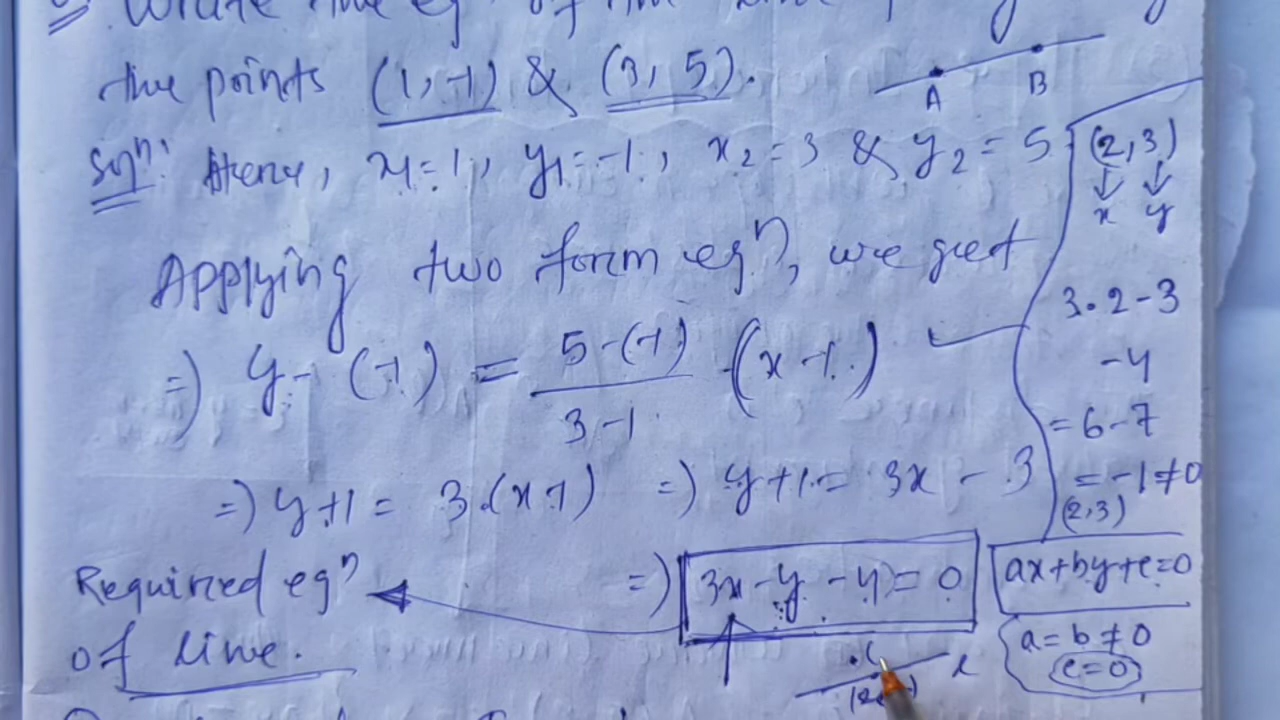 the points (1,-1) & (3, 5).
A B
Solⁿ: Here, x₁=1, y₁=-1, x₂=3 & y₂=5
Applying two form eqⁿ, we get
=) y-(-1) = 5-(-1)/3-1 (x-1)
=) y+1 = 3.(x-1) =) y+1 = 3x - 3
=) 3x-y-4 = 0
Required eqⁿ
of line.
l
(2,3)
x y
3.2-3
-4
= 6-7
= -1≠0
(2,3)
ax+by+c=0
a=b≠0
c=0